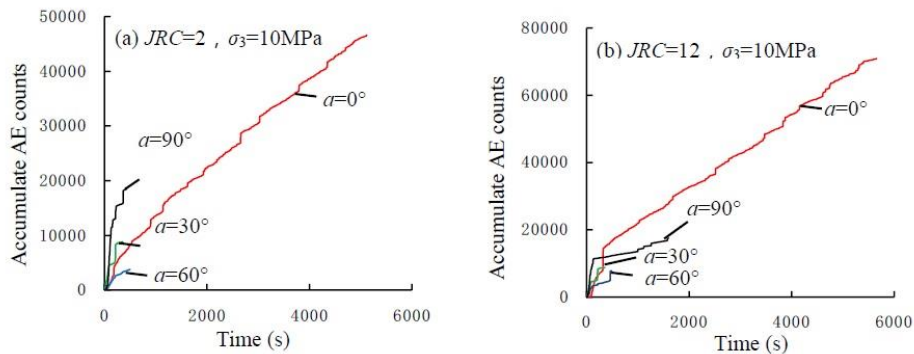 (a) JRC=2 , σ3=10MPa
Accumulate AE counts
50000
40000
30000
20000
10000
0
a=0°
a=90°
a=30°
a=60°
0 2000 4000 6000
Time (s)
(b) JRC=12 , σ3=10MPa
Accumulate AE counts
80000
60000
40000
20000
0
a=0°
a=90°
a=30°
a=60°
0 2000 4000 6000
Time (s)